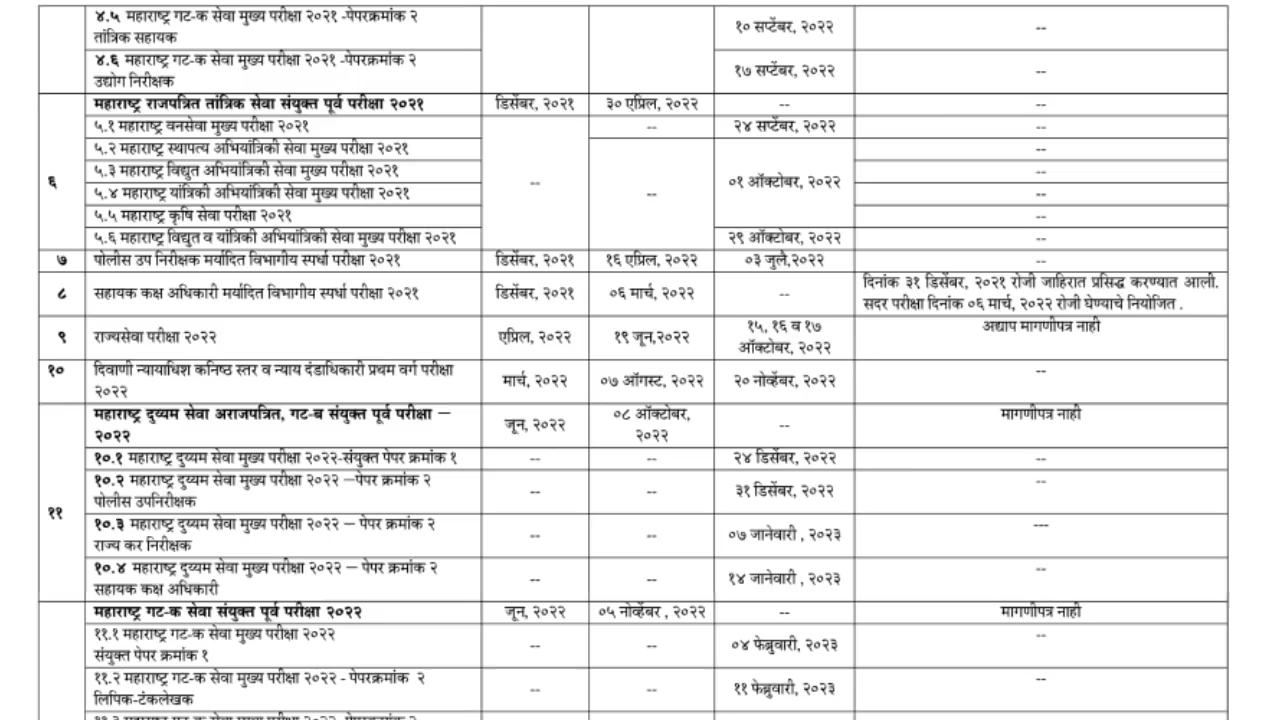 ४.५ महाराष्ट्र गट-क सेवा मुख्य परीक्षा २०२१ -पेपरक्रमांक २
तांत्रिक सहायक
१० सप्टेंबर, २०२२
--
४.६ महाराष्ट्र गट-क सेवा मुख्य परीक्षा २०२१ -पेपरक्रमांक २
उद्योग निरीक्षक
१७ सप्टेंबर, २०२२
--
६
महाराष्ट्र राजपत्रित तांत्रिक सेवा संयुक्त पूर्व परीक्षा २०२१
डिसेंबर, २०२१
३० एप्रिल, २०२२
--
--
५.१ महाराष्ट्र वनसेवा मुख्य परीक्षा २०२१
--
--
२४ सप्टेंबर, २०२२
--
५.२ महाराष्ट्र स्थापत्य अभियांत्रिकी सेवा मुख्य परीक्षा २०२१
--
०१ ऑक्टोबर, २०२२
--
५.३ महाराष्ट्र विद्युत अभियांत्रिकी सेवा मुख्य परीक्षा २०२१
--
५.४ महाराष्ट्र यांत्रिकी अभियांत्रिकी सेवा मुख्य परीक्षा २०२१
--
५.५ महाराष्ट्र कृषि सेवा परीक्षा २०२१
--
५.६ महाराष्ट्र विद्युत व यांत्रिकी अभियांत्रिकी सेवा मुख्य परीक्षा २०२१
२९ ऑक्टोबर, २०२२
--
७
पोलीस उप निरीक्षक मर्यादित विभागीय स्पर्धा परीक्षा २०२१
डिसेंबर, २०२१
१६ एप्रिल, २०२२
०३ जुलै,२०२२
--
८
सहायक कक्ष अधिकारी मर्यादित विभागीय स्पर्धा परीक्षा २०२१
डिसेंबर, २०२१
०६ मार्च, २०२२
--
दिनांक ३१ डिसेंबर, २०२१ रोजी जाहिरात प्रसिद्ध करण्यात आली.
सदर परीक्षा दिनांक ०६ मार्च, २०२२ रोजी घेण्याचे नियोजित .
९
राज्यसेवा परीक्षा २०२२
एप्रिल, २०२२
१९ जून,२०२२
१५, १६ व १७
ऑक्टोबर, २०२२
अद्याप मागणीपत्र नाही
१०
दिवाणी न्यायाधिश कनिष्ठ स्तर व न्याय दंडाधिकारी प्रथम वर्ग परीक्षा
२०२२
मार्च, २०२२
०७ ऑगस्ट, २०२२
२० नोव्हेंबर, २०२२
--
११
महाराष्ट्र दुय्यम सेवा अराजपत्रित, गट-ब संयुक्त पूर्व परीक्षा –
२०२२
जून, २०२२
०८ ऑक्टोबर,
२०२२
--
मागणीपत्र नाही
१०.१ महाराष्ट्र दुय्यम सेवा मुख्य परीक्षा २०२२-संयुक्त पेपर क्रमांक १
--
--
२४ डिसेंबर, २०२२
--
१०.२ महाराष्ट्र दुय्यम सेवा मुख्य परीक्षा २०२२ –पेपर क्रमांक २
पोलीस उपनिरीक्षक
--
--
३१ डिसेंबर, २०२२
--
१०.३ महाराष्ट्र दुय्यम सेवा मुख्य परीक्षा २०२२ – पेपर क्रमांक २
राज्य कर निरीक्षक
--
--
०७ जानेवारी , २०२३
---
१०.४ महाराष्ट्र दुय्यम सेवा मुख्य परीक्षा २०२२ – पेपर क्रमांक २
सहायक कक्ष अधिकारी
--
--
१४ जानेवारी , २०२३
--
महाराष्ट्र गट-क सेवा संयुक्त पूर्व परीक्षा २०२२
जून, २०२२
०५ नोव्हेंबर , २०२२
--
मागणीपत्र नाही
११.१ महाराष्ट्र गट-क सेवा मुख्य परीक्षा २०२२
संयुक्त पेपर क्रमांक १
--
--
०४ फेब्रुवारी, २०२३
--
११.२ महाराष्ट्र गट-क सेवा मुख्य परीक्षा २०२२ - पेपरक्रमांक २
लिपिक-टंकलेखक
--
--
११ फेब्रुवारी, २०२३
--